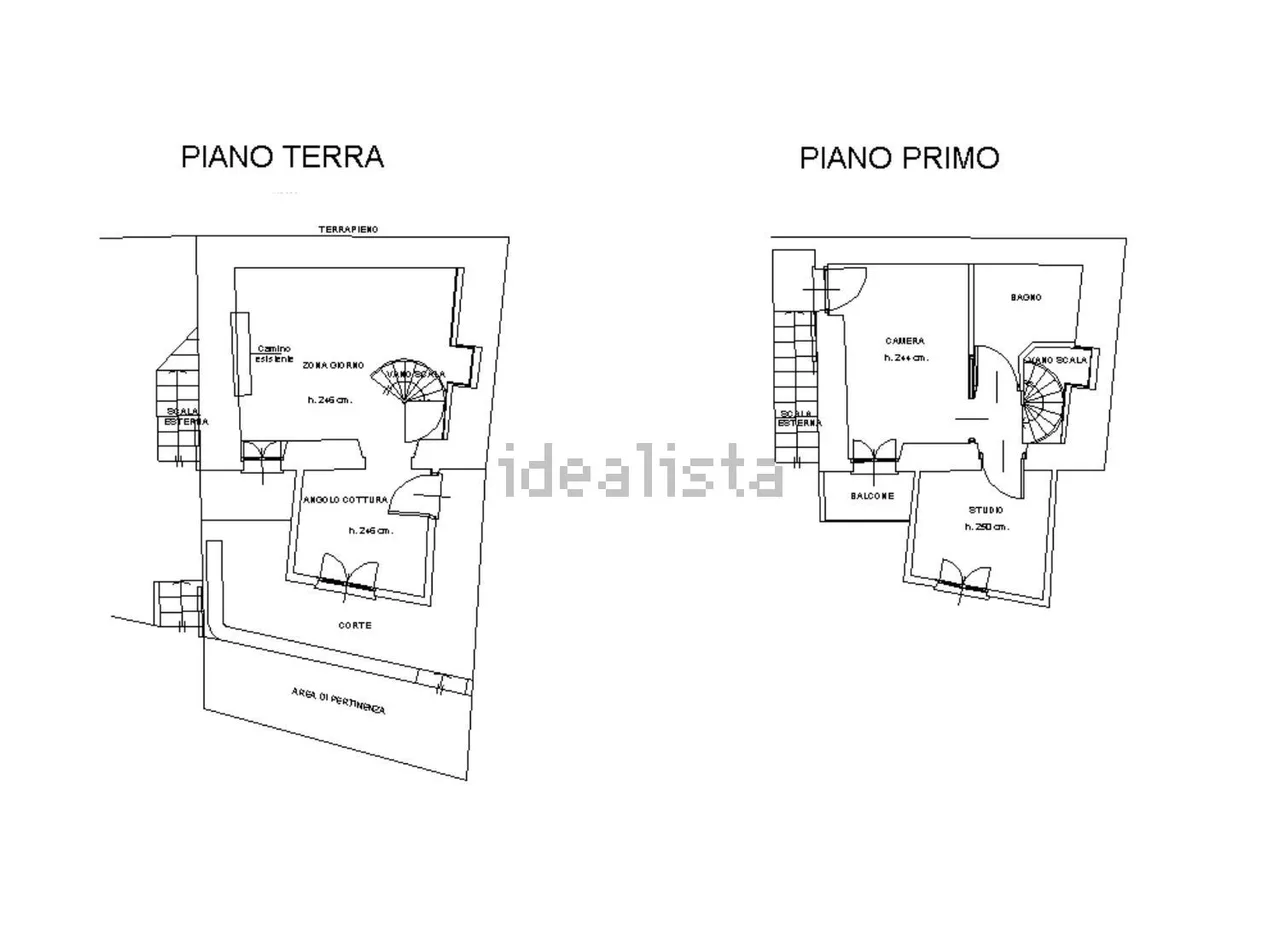 PIANO TERRA
TERRAPIENO
Camino
esistente
ZONA GIORNO
h. 246 cm.
VANO SCALA
SCALA
ESTERNA
ANGOLO COTTURA
h. 246 cm.
CORTE
AREA DI PERTINENZA
idealista
PIANO PRIMO
BAGNO
CAMERA
h. 244 cm.
VANO SCALA
SCALA
ESTERNA
BALCONE
STUDIO
h. 250 cm.